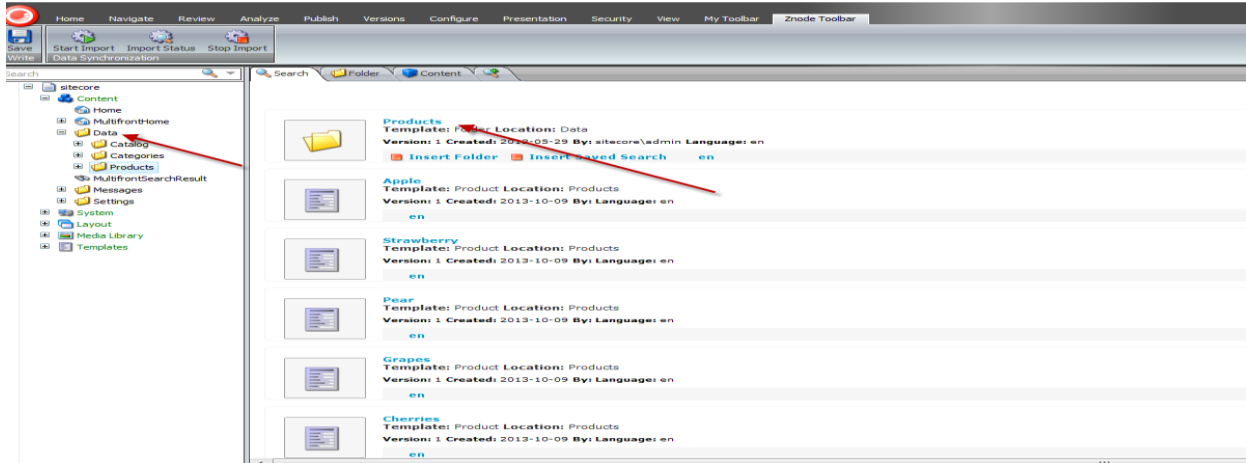 Home Navigate Review Analyze Publish Versions Configure Presentation Security View My Toolbar Znode Toolbar
Save Start Import Import Status Stop Import
Write Data Synchronization
Search
Search Folder Content
sitecore
Content
Home
MultifrontHome
Data
Catalog
Categories
Products
MultifrontSearchResult
Messages
Settings
System
Layout
Media Library
Templates
Products
Template: Folder Location: Data
Version: 1 Created: 2013-05-29 By: sitecore\admin Language: en
Insert Folder Insert Saved Search en
Apple
Template: Product Location: Products
Version: 1 Created: 2013-10-09 By: Language: en
en
Strawberry
Template: Product Location: Products
Version: 1 Created: 2013-10-09 By: Language: en
en
Pear
Template: Product Location: Products
Version: 1 Created: 2013-10-09 By: Language: en
en
Grapes
Template: Product Location: Products
Version: 1 Created: 2013-10-09 By: Language: en
en
Cherries
Template: Product Location: Products
Version: 1 Created: 2013-10-09 By: Language: en
en